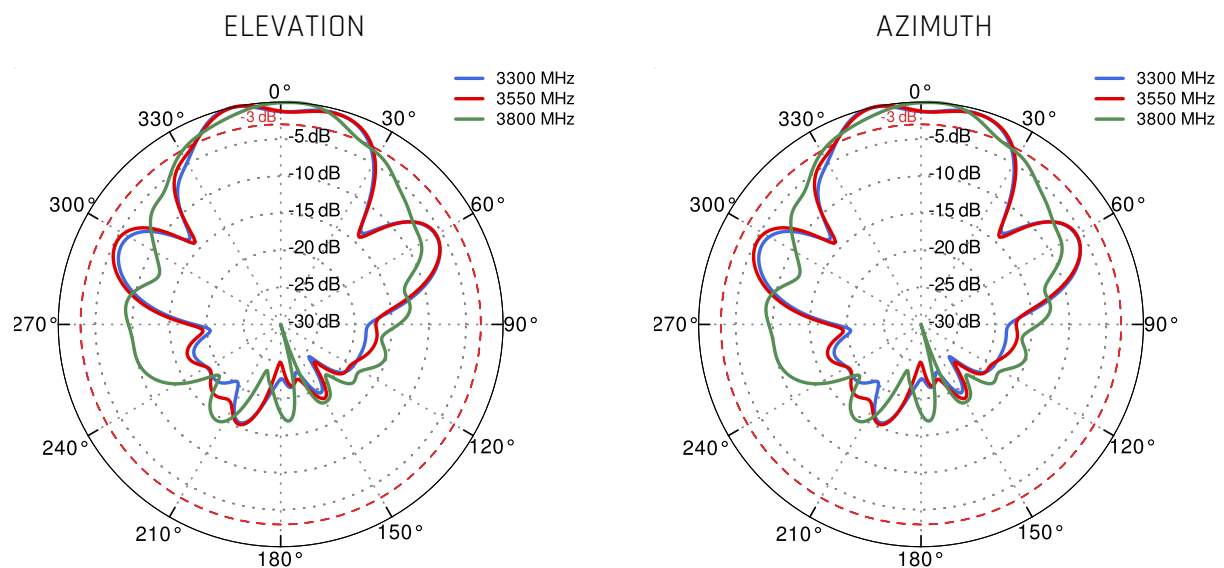 ELEVATION
3300 MHz
3550 MHz
3800 MHz
0°
330°
30°
-3 dB
-5 dB
-10 dB
300°
60°
-15 dB
-20 dB
-25 dB
270°
-30 dB
90°
240°
120°
210°
150°
180°
AZIMUTH
3300 MHz
3550 MHz
3800 MHz
0°
330°
30°
-3 dB
-5 dB
-10 dB
300°
60°
-15 dB
-20 dB
-25 dB
270°
-30 dB
90°
240°
120°
210°
150°
180°